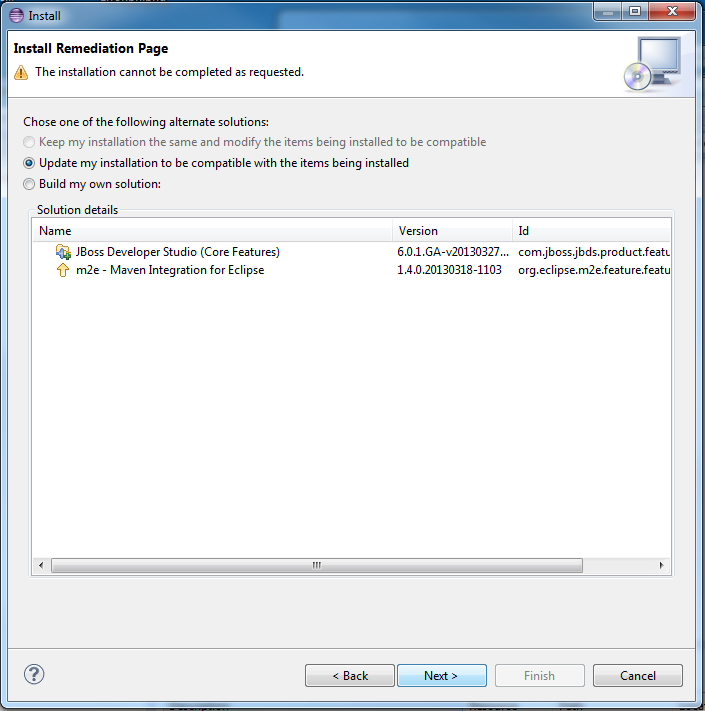 Install
Install Remediation Page
The installation cannot be completed as requested.
Chose one of the following alternate solutions:
Keep my installation the same and modify the items being installed to be compatible
Update my installation to be compatible with the items being installed
Build my own solution:
Solution details
Name Version Id
JBoss Developer Studio (Core Features) 6.0.1.GA-v20130327... com.jboss.jbds.product.featu
m2e - Maven Integration for Eclipse 1.4.0.20130318-1103 org.eclipse.m2e.feature.featu
< Back Next > Finish Cancel